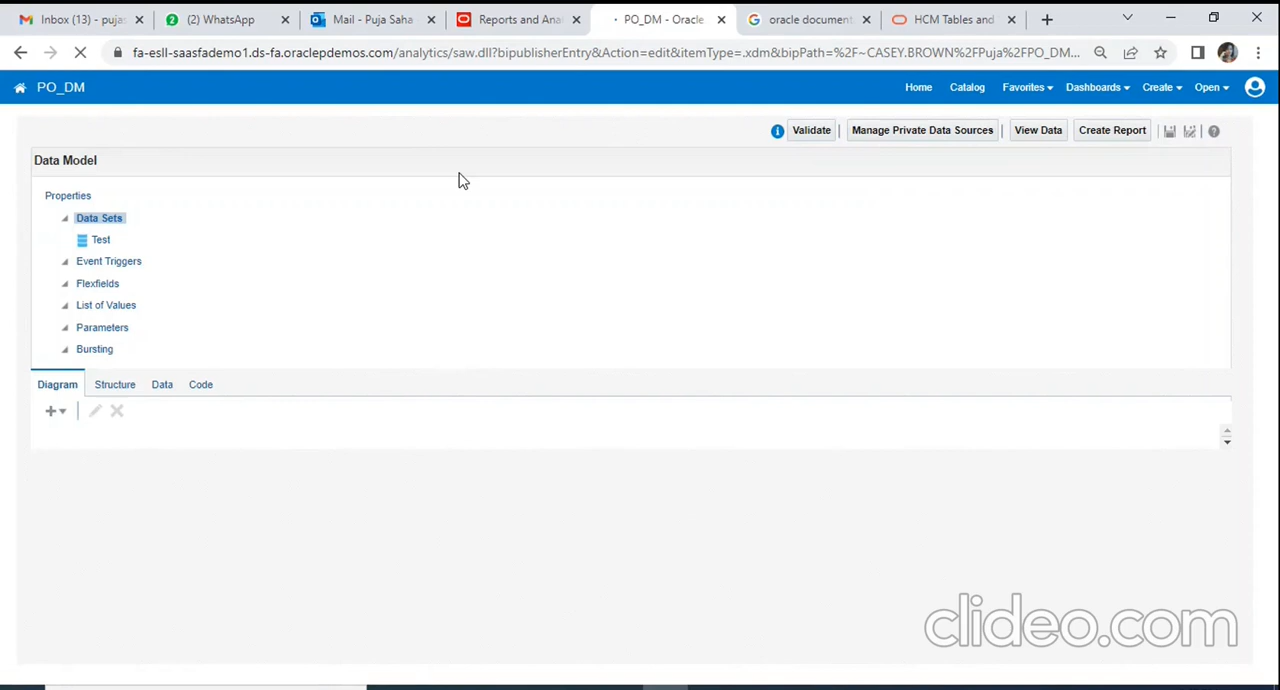 Inbox (13) - pujas
(2) WhatsApp
Mail - Puja Saha
Reports and Anal
PO_DM - Oracle
oracle document
HCM Tables and
fa-esll-saasfademo1.ds-fa.oraclepdemos.com/analytics/saw.dll?bipublisherEntry&Action=edit&itemType=.xdm&bipPath=%2F~CASEY.BROWN%2FPuja%2FPO_DM...
PO_DM
Home Catalog Favorites Dashboards Create Open
Validate | Manage Private Data Sources | View Data Create Report
Data Model
Properties
Data Sets
Test
Event Triggers
Flexfields
List of Values
Parameters
Bursting
Diagram Structure Data Code
clideo.com